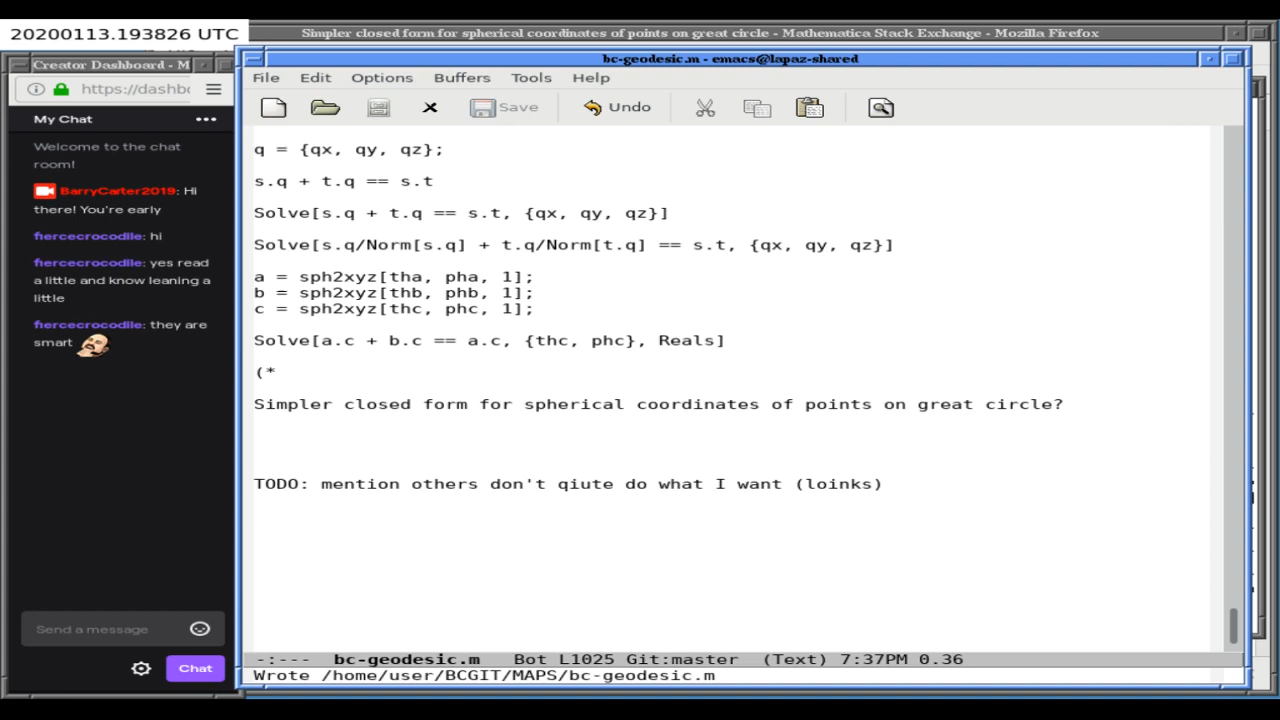 20200113.193826 UTC
Simpler closed form for spherical coordinates of points on great circle - Mathematica Stack Exchange - Mozilla Firefox
Creator Dashboard - M
https://dashbo
My Chat
Welcome to the chat
room!
BarryCarter2019: Hi
there! You're early
fiercecrocodile: hi
fiercecrocodile: yes read
a little and know leaning a
little
fiercecrocodile: they are
smart
Send a message
Chat
bc-geodesic.m - emacs@lapaz-shared
File Edit Options Buffers Tools Help
Save Undo
q = {qx, qy, qz};
s.q + t.q == s.t
Solve[s.q + t.q == s.t, {qx, qy, qz}]
Solve[s.q/Norm[s.q] + t.q/Norm[t.q] == s.t, {qx, qy, qz}]
a = sph2xyz[tha, pha, 1];
b = sph2xyz[thb, phb, 1];
c = sph2xyz[thc, phc, 1];
Solve[a.c + b.c == a.c, {thc, phc}, Reals]
(*
Simpler closed form for spherical coordinates of points on great circle?
TODO: mention others don't qiute do what I want (loinks)
-:--- bc-geodesic.m Bot L1025 Git:master (Text) 7:37PM 0.36
Wrote /home/user/BCGIT/MAPS/bc-geodesic.m